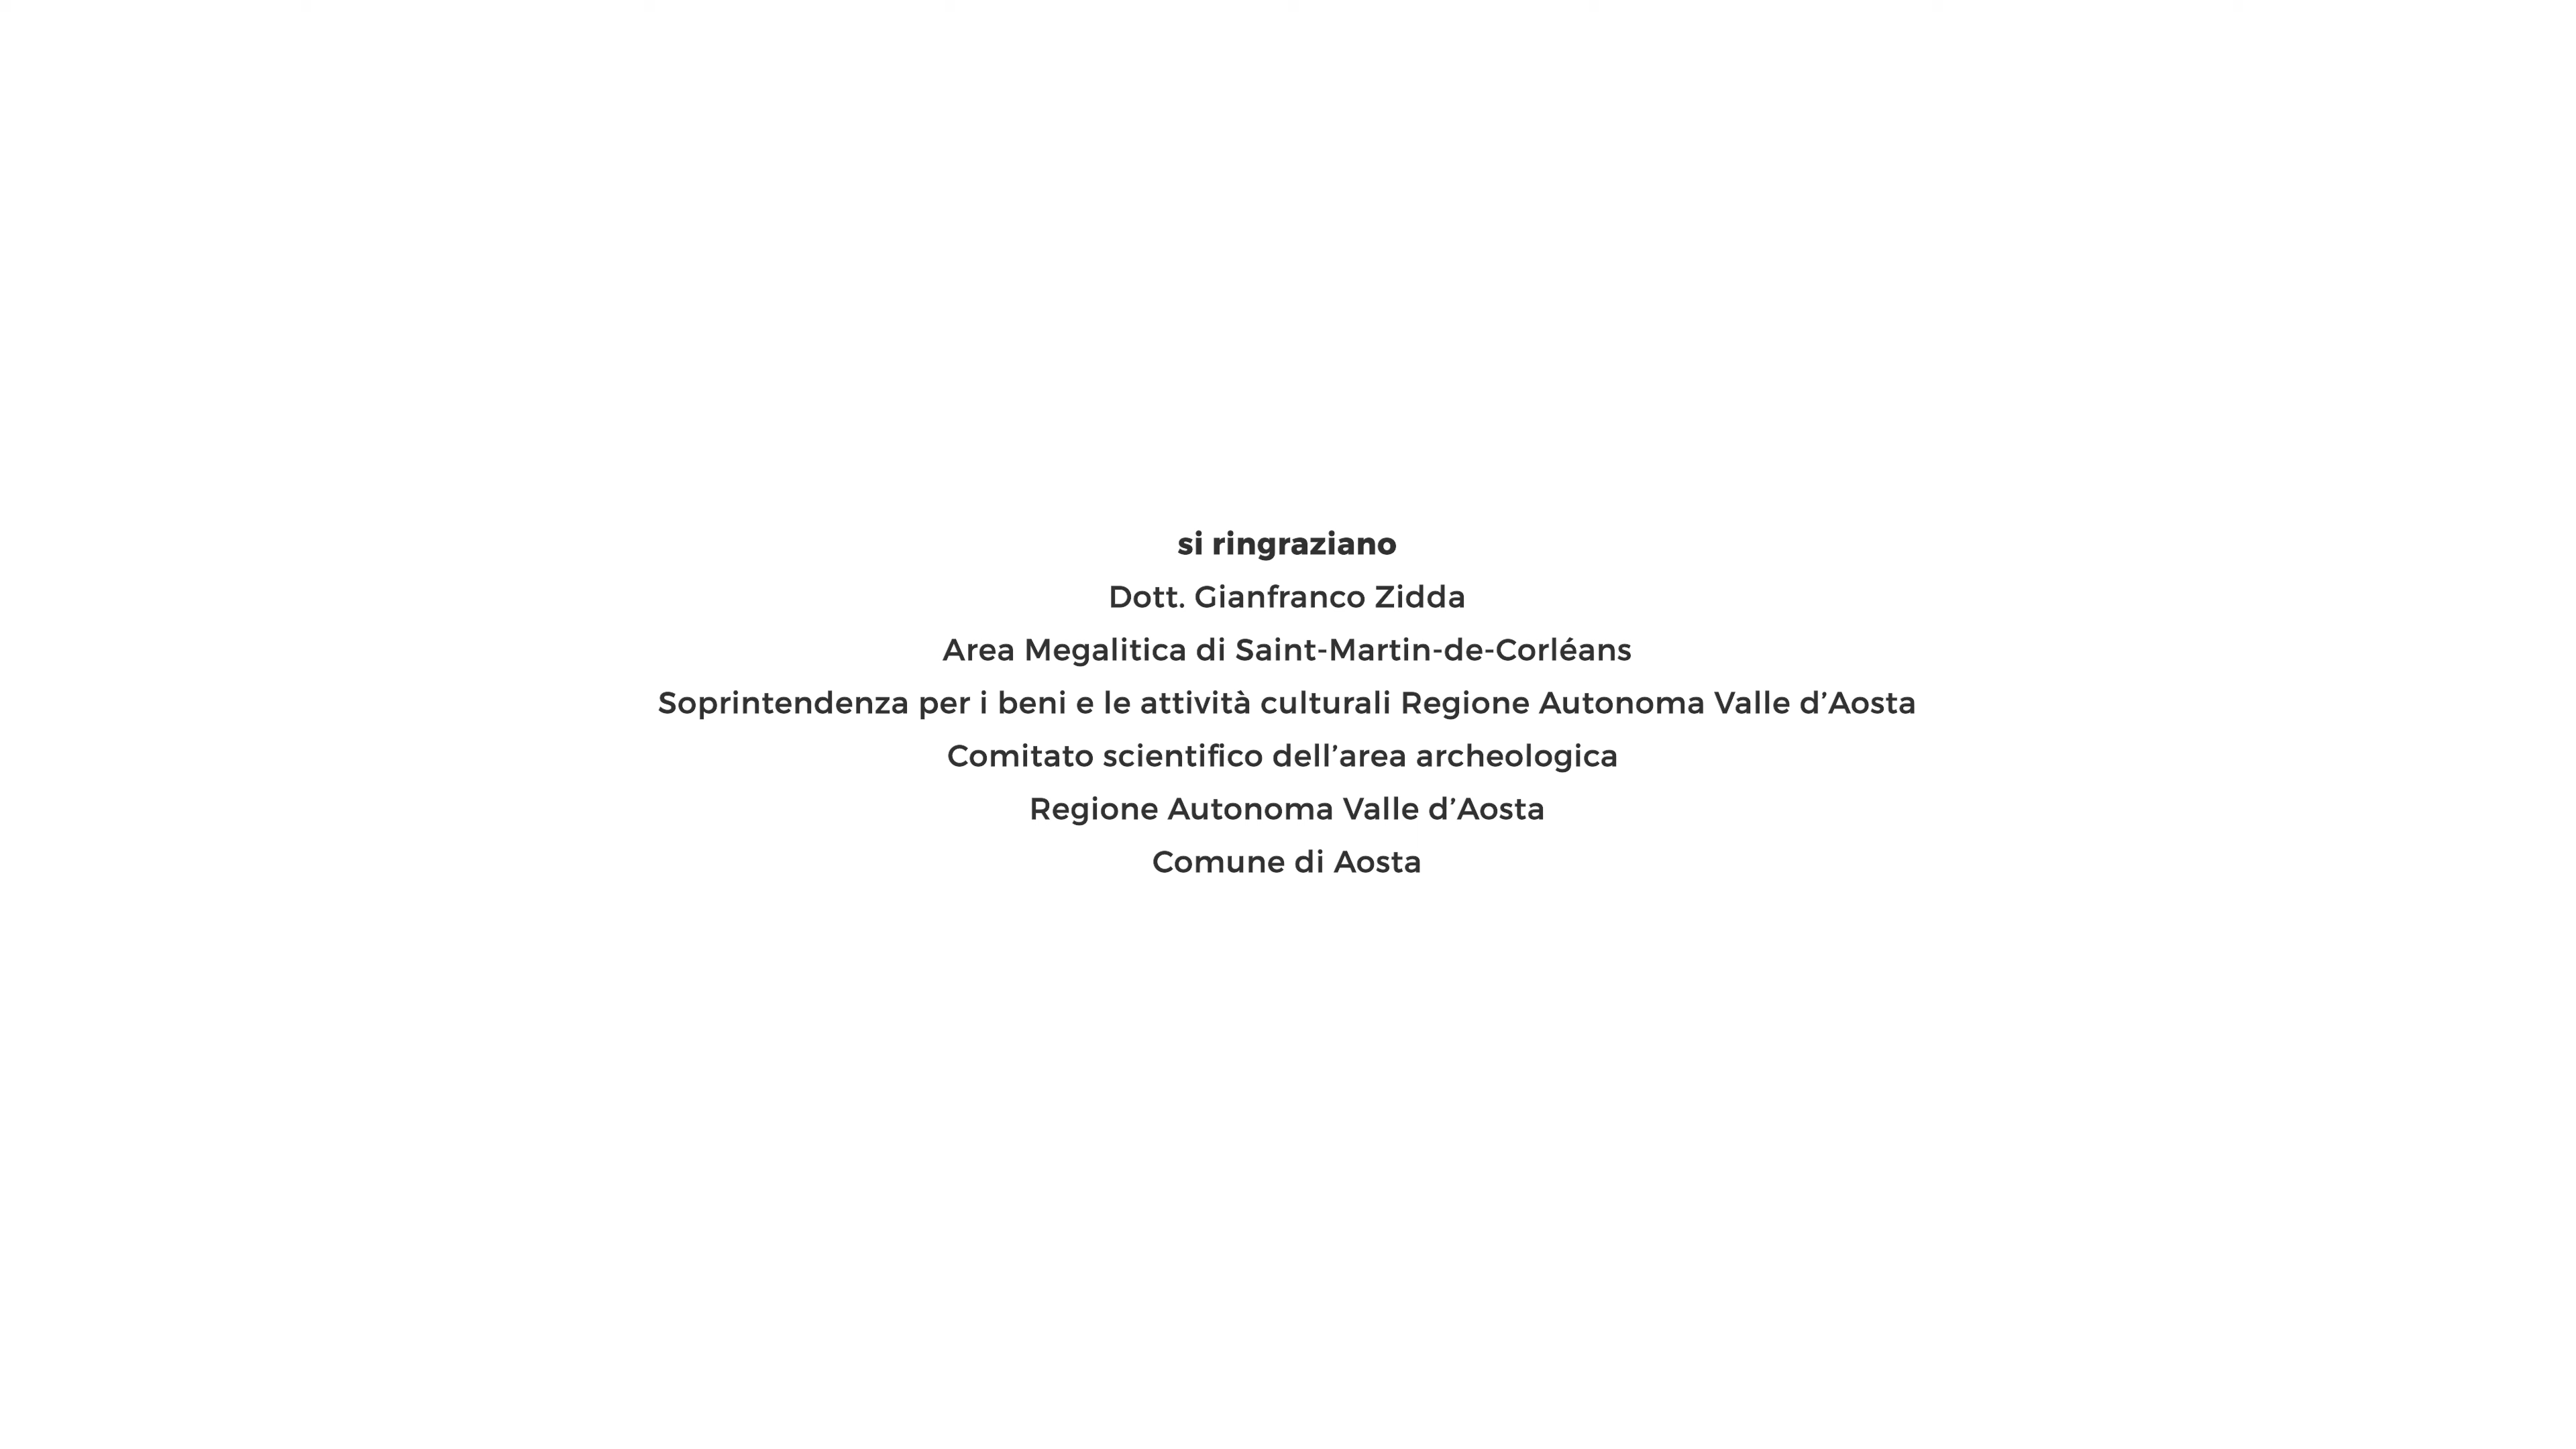 si ringraziano
Dott. Gianfranco Zidda
Area Megalitica di Saint-Martin-de-Corléans
Soprintendenza per i beni e le attività culturali Regione Autonoma Valle d’Aosta
Comitato scientifico dell’area archeologica
Regione Autonoma Valle d’Aosta
Comune di Aosta